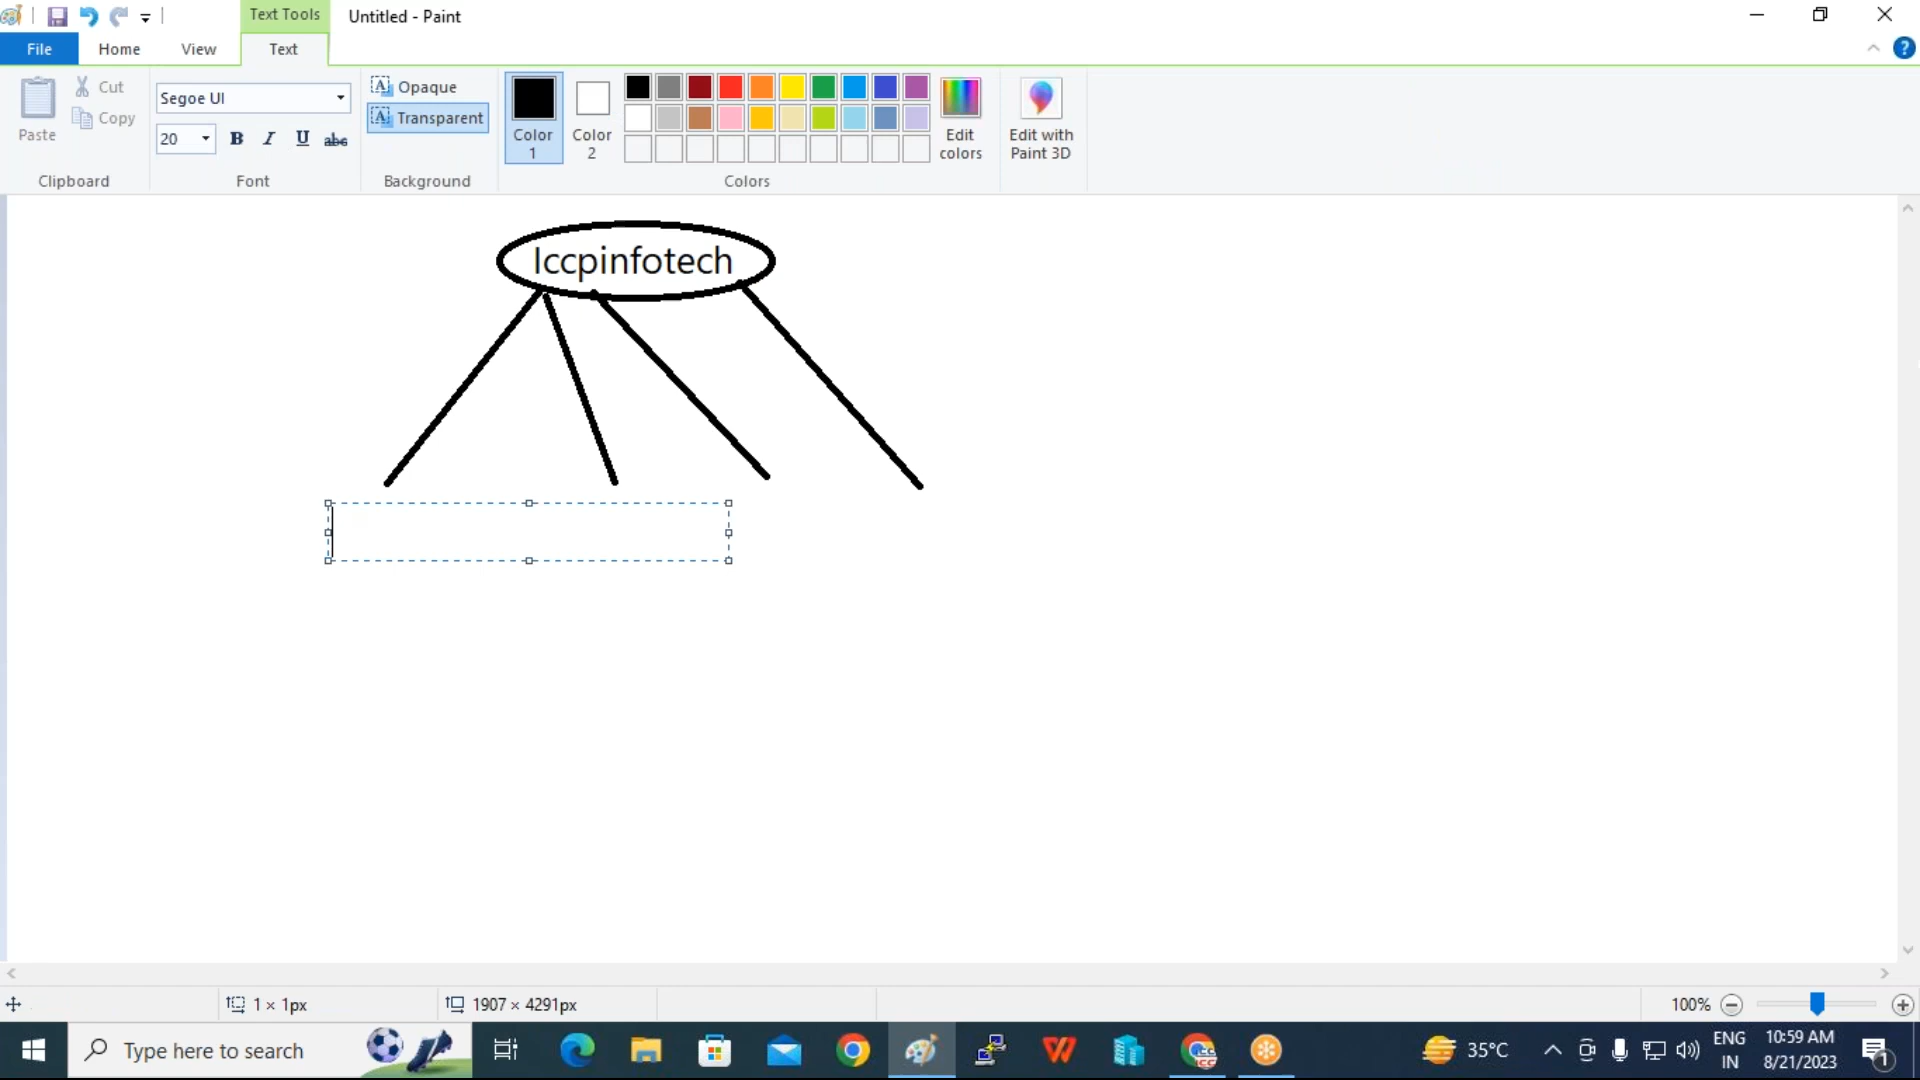 Text Tools
Untitled - Paint
File
Home
View
Text
Paste
Cut
Copy
Clipboard
Segoe UI
20
B
I
U
abc
Font
Opaque
Transparent
Background
Color
1
Color
2
Edit
colors
Colors
Edit with
Paint 3D
Iccpinfotech
1 × 1px
1907 × 4291px
100%
Type here to search
35°C
ENG
IN
10:59 AM
8/21/2023
1